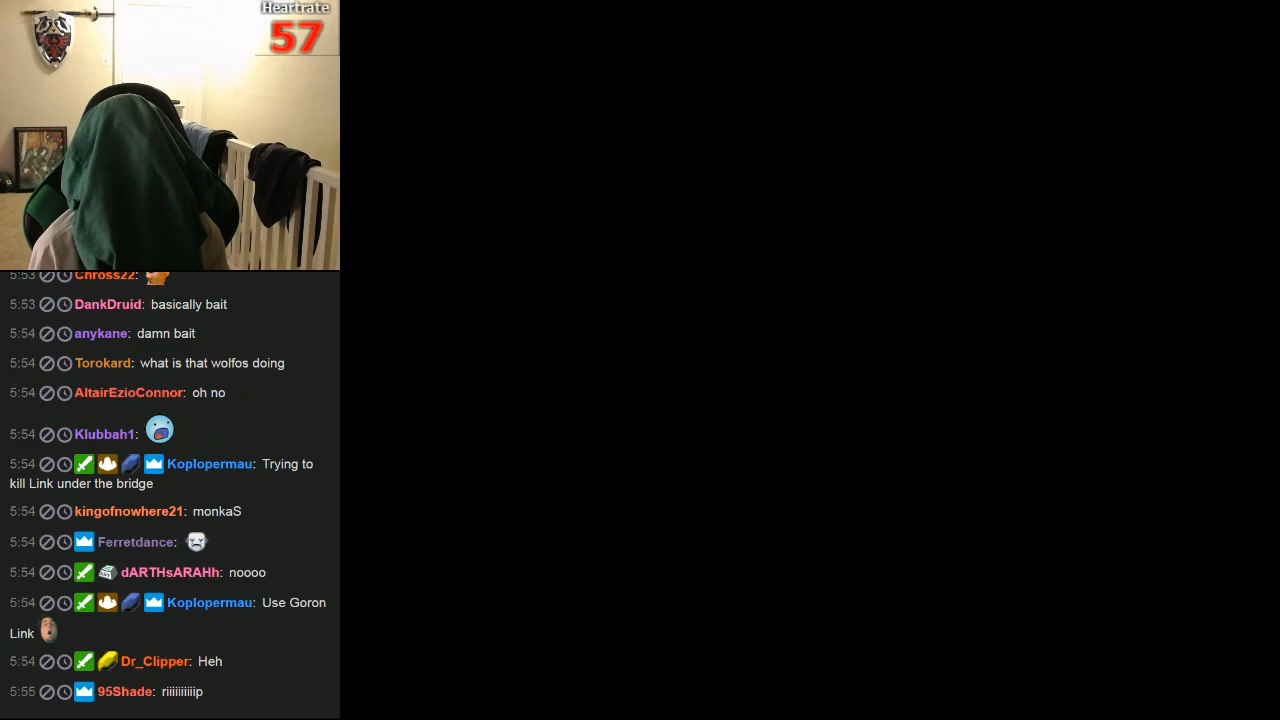 Heartrate
57
5:53 Chross22:
5:53 DankDruid: basically bait
5:54 anykane: damn bait
5:54 Torokard: what is that wolfos doing
5:54 AltairEzioConnor: oh no
5:54 Klubbah1:
5:54 Koplopermau: Trying to
kill Link under the bridge
5:54 kingofnowhere21: monkaS
5:54 Ferretdance:
5:54 dARTHsARAHh: noooo
5:54 Koplopermau: Use Goron
Link
5:54 Dr_Clipper: Heh
5:55 95Shade: riiiiiiiiiip